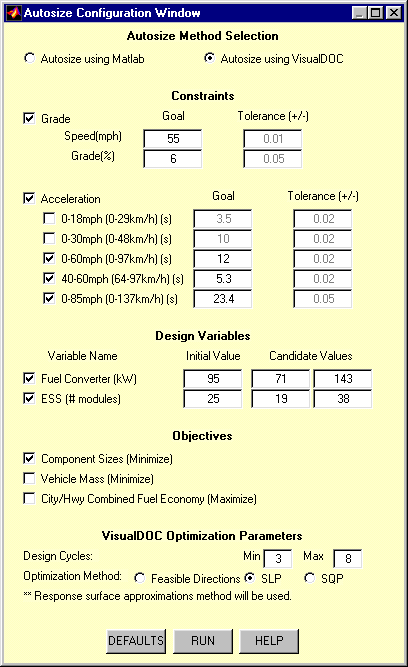 Autosize Configuration Window
Autosize Method Selection
Autosize using Matlab Autosize using VisualDOC
Constraints
Grade Goal Tolerance (+/-)
Speed(mph) 55 0.01
Grade(%) 6 0.05
Acceleration Goal Tolerance (+/-)
0-18mph (0-29km/h) (s) 3.5 0.02
0-30mph (0-48km/h) (s) 10 0.02
0-60mph (0-97km/h) (s) 12 0.02
40-60mph (64-97km/h) (s) 5.3 0.02
0-85mph (0-137km/h) (s) 23.4 0.05
Design Variables
Variable Name Initial Value Candidate Values
Fuel Converter (kW) 95 71 143
ESS (# modules) 25 19 38
Objectives
Component Sizes (Minimize)
Vehicle Mass (Minimize)
City/Hwy Combined Fuel Economy (Maximize)
VisualDOC Optimization Parameters
Design Cycles: Min 3 Max 8
Optimization Method: Feasible Directions SLP SQP
** Response surface approximations method will be used.
DEFAULTS RUN HELP